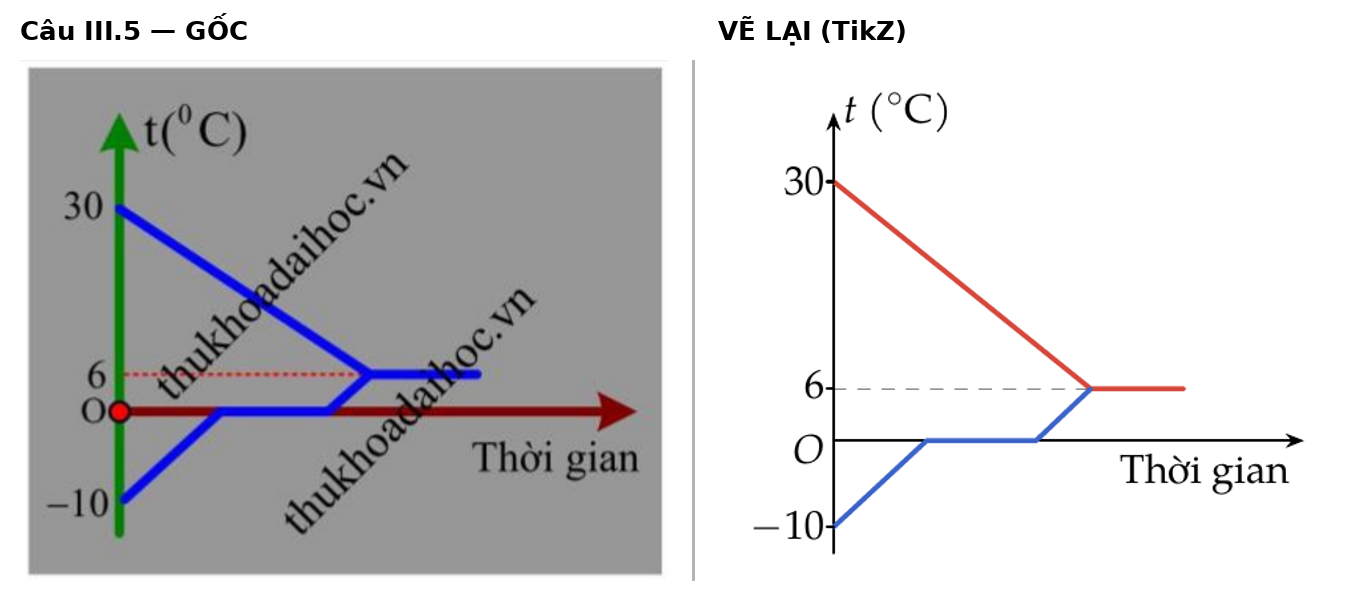 Câu III.5 — GỐC
t(⁰C)
30
6
O
−10
Thời gian
thukhoadaihoc.vn
thukhoadaihoc.vn
VẼ LẠI (TikZ)
t (°C)
30
6
O
−10
Thời gian